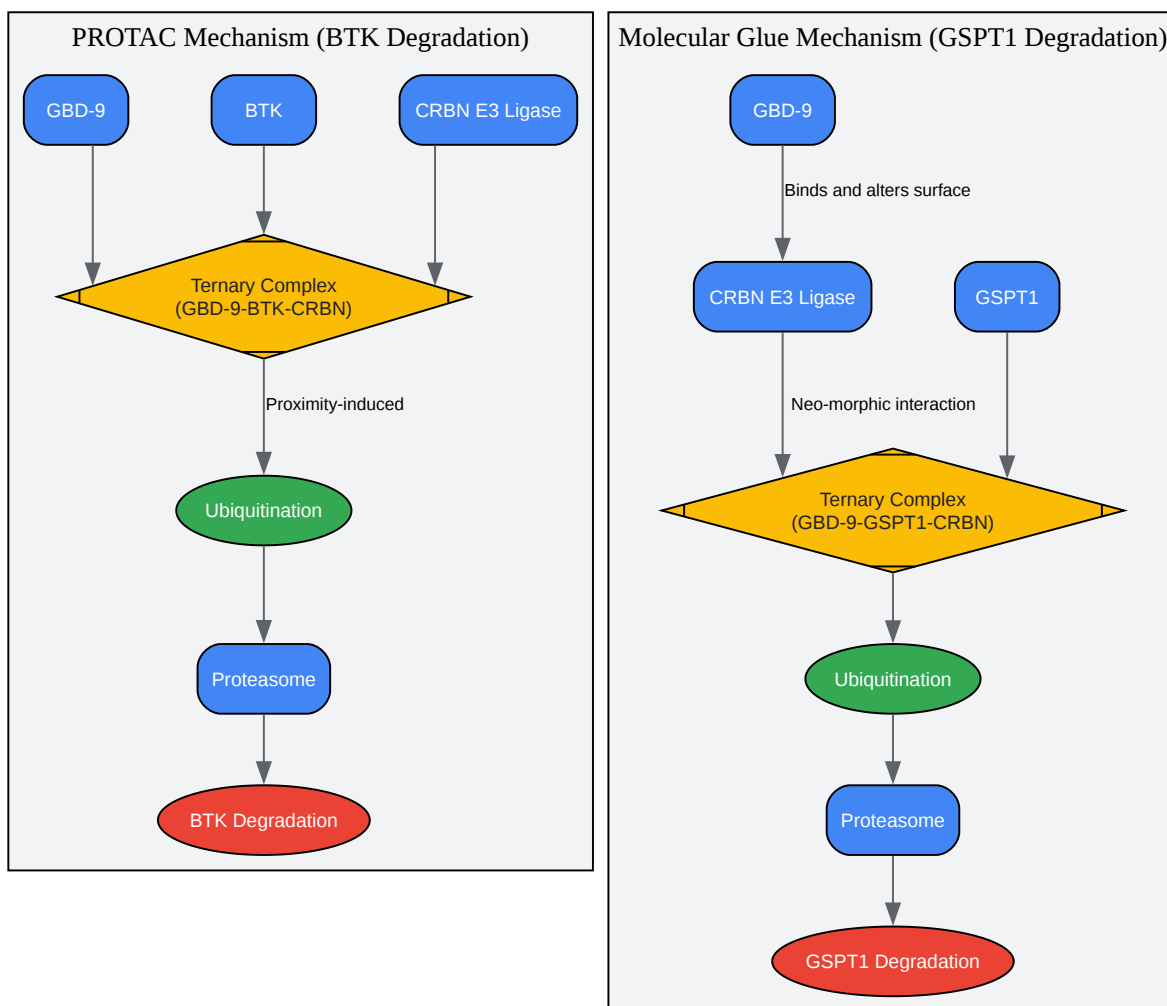 PROTAC Mechanism (BTK Degradation)
GBD-9
BTK
CRBN E3 Ligase
Ternary Complex
(GBD-9-BTK-CRBN)
Proximity-induced
Ubiquitination
Proteasome
BTK Degradation
Molecular Glue Mechanism (GSPT1 Degradation)
GBD-9
Binds and alters surface
CRBN E3 Ligase
GSPT1
Neo-morphic interaction
Ternary Complex
(GBD-9-GSPT1-CRBN)
Ubiquitination
Proteasome
GSPT1 Degradation